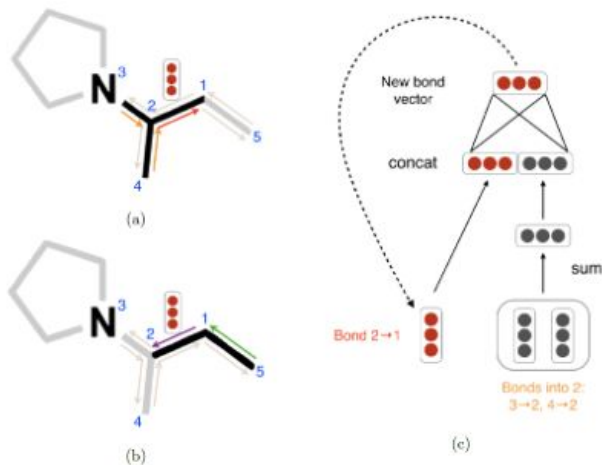 N
3
2
1
5
4
(a)
N
3
2
1
5
4
(b)
New bond
vector
concat
sum
Bond 2→1
Bonds into 2:
3→2, 4→2
(c)